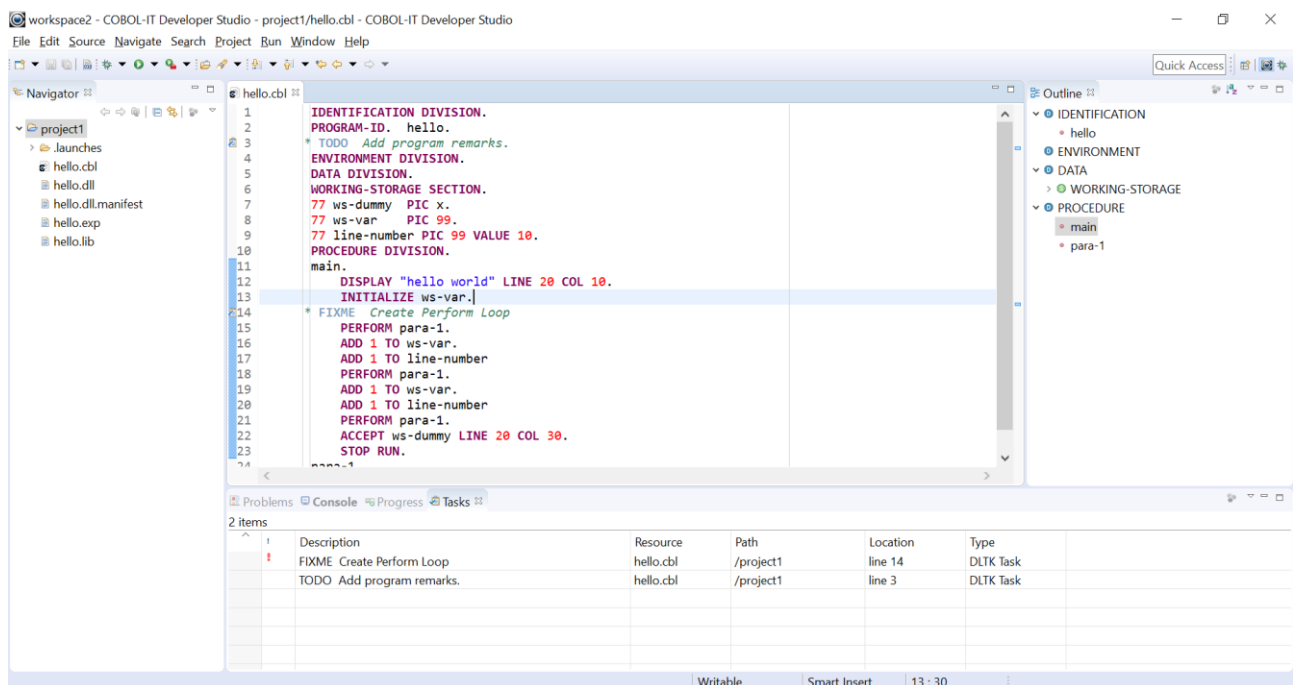 workspace2 - COBOL-IT Developer Studio - project1/hello.cbl - COBOL-IT Developer Studio
File Edit Source Navigate Search Project Run Window Help
Quick Access
Navigator
project1
.launches
hello.cbl
hello.dll
hello.dll.manifest
hello.exp
hello.lib
hello.cbl
1 IDENTIFICATION DIVISION.
2 PROGRAM-ID. hello.
3 * TODO Add program remarks.
4 ENVIRONMENT DIVISION.
5 DATA DIVISION.
6 WORKING-STORAGE SECTION.
7 77 ws-dummy PIC x.
8 77 ws-var PIC 99.
9 77 line-number PIC 99 VALUE 10.
10 PROCEDURE DIVISION.
11 main.
12 DISPLAY "hello world" LINE 20 COL 10.
13 INITIALIZE ws-var.
14 * FIXME Create Perform Loop
15 PERFORM para-1.
16 ADD 1 TO ws-var.
17 ADD 1 TO line-number
18 PERFORM para-1.
19 ADD 1 TO ws-var.
20 ADD 1 TO line-number
21 PERFORM para-1.
22 ACCEPT ws-dummy LINE 20 COL 30.
23 STOP RUN.
24 para-1
Outline
IDENTIFICATION
hello
ENVIRONMENT
DATA
WORKING-STORAGE
PROCEDURE
main
para-1
Problems Console Progress Tasks
2 items
! Description Resource Path Location Type
! FIXME Create Perform Loop hello.cbl /project1 line 14 DLTK Task
TODO Add program remarks. hello.cbl /project1 line 3 DLTK Task
Writable Smart Insert 13 : 30